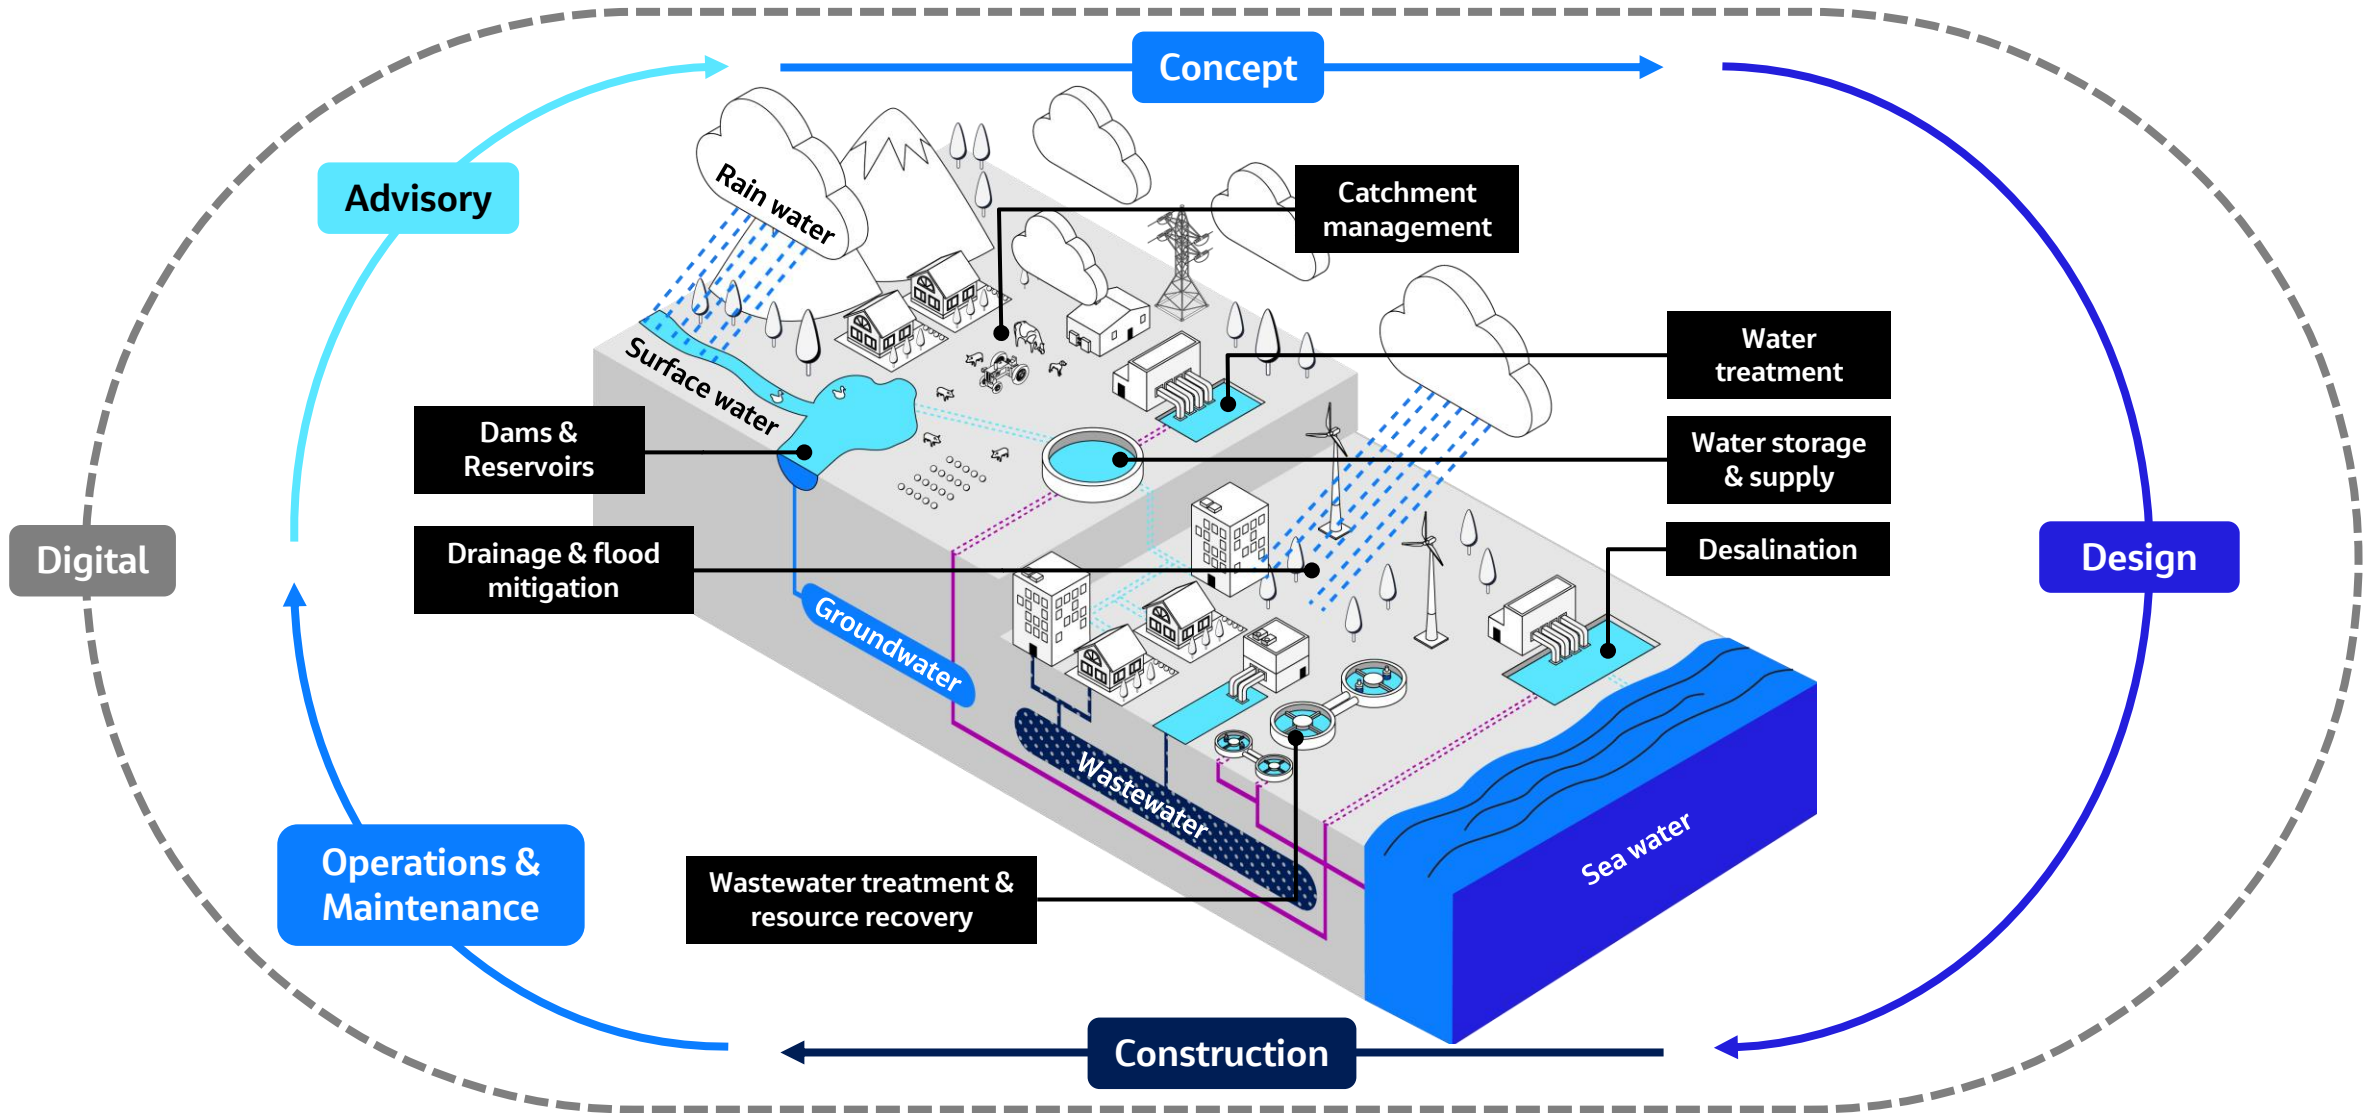 Concept
Advisory
Rain water
Catchment
management
Water
treatment
Surface water
Dams &
Reservoirs
Water storage
& supply
Digital
Drainage & flood
mitigation
Desalination
Design
Groundwater
Wastewater
Sea water
Operations &
Maintenance
Wastewater treatment &
resource recovery
Construction